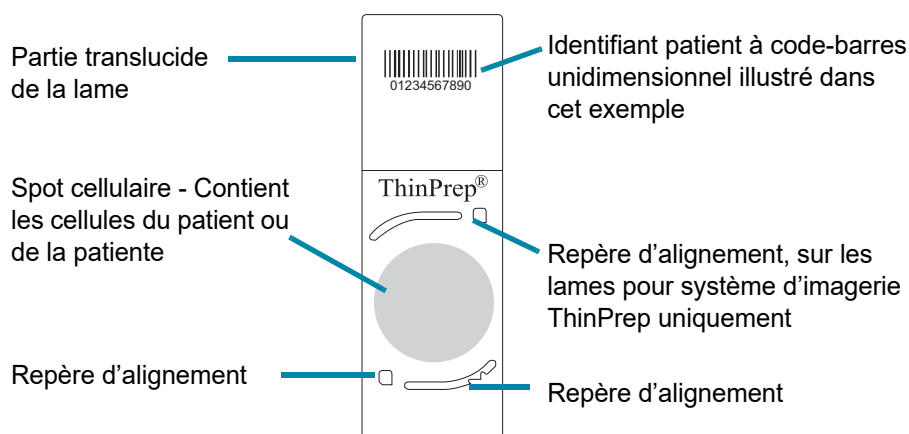 Partie translucide
de la lame
Identifiant patient à code-barres
unidimensionnel illustré dans
cet exemple
01234567890
Spot cellulaire - Contient
les cellules du patient ou
de la patiente
ThinPrep®
Repère d’alignement, sur les
lames pour système d’imagerie
ThinPrep uniquement
Repère d’alignement
Repère d’alignement